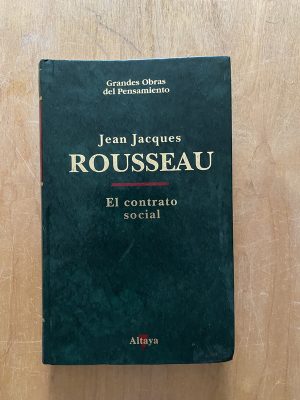 Grandes Obras
del Pensamiento
Jean Jacques
ROUSSEAU
El contrato
social
Altaya